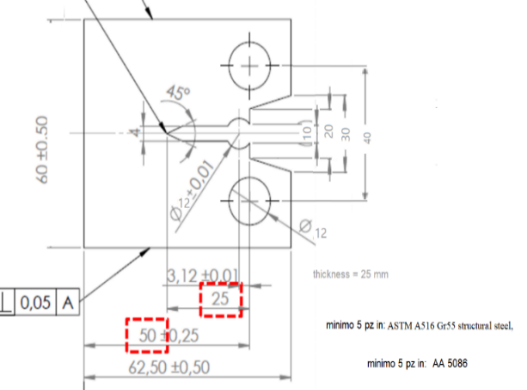 45°
4
60 ±0.50
10
20
30
40
Ø12±0,01
Ø12
3,12 ±0,01
thickness = 25 mm
25
⊥ 0,05 A
50 ±0,25
minimo 5 pz in: ASTM A516 Gr55 structural steel,
62,50 ±0,50
minimo 5 pz in: AA 5086